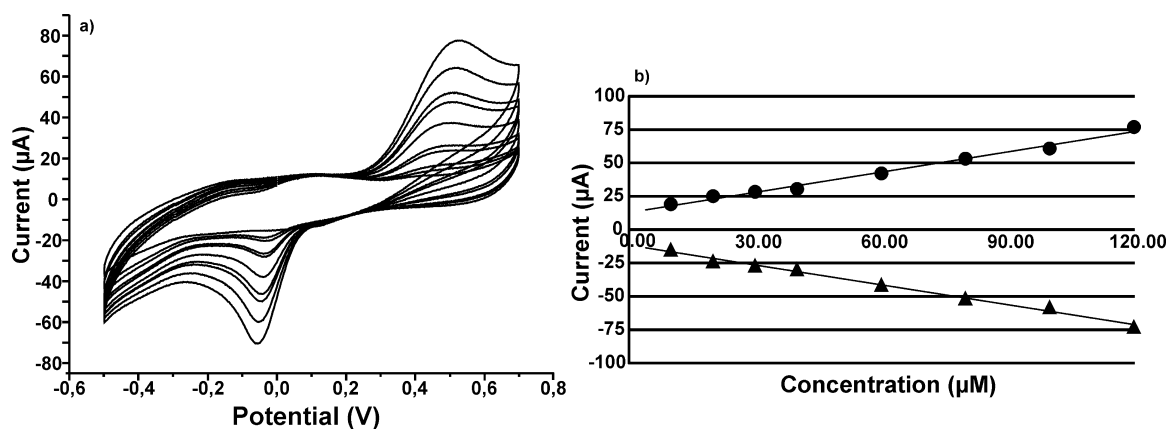 a)
80
60
40
20
0
-20
-40
-60
-80
Current (µA)
-0,6 -0,4 -0,2 0,0 0,2 0,4 0,6 0,8
Potential (V)
b)
100
75
50
25
0
-25
-50
-75
-100
Current (µA)
0.00 30.00 60.00 90.00 120.00
Concentration (µM)